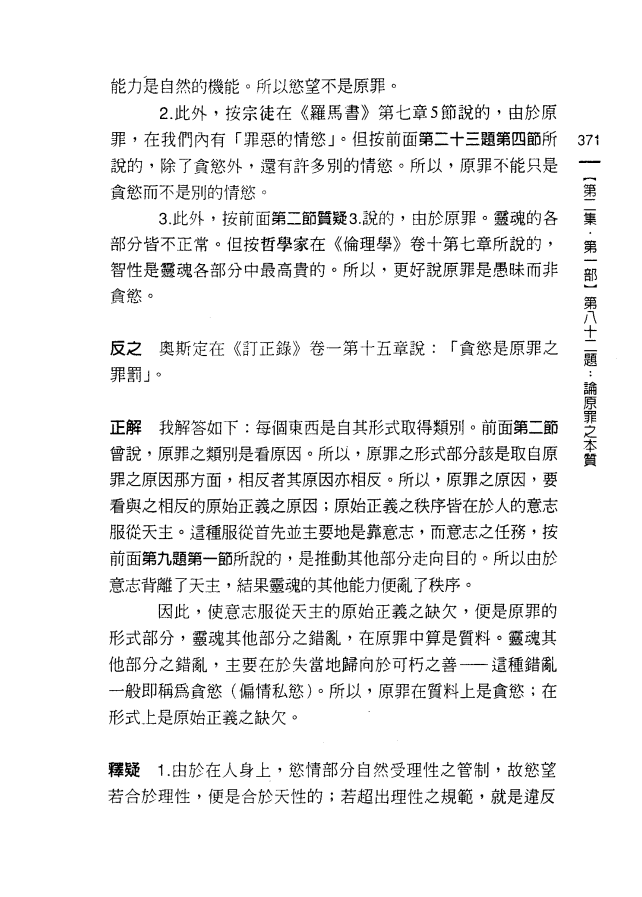 能力是自然的機能。所以慾望不是原罪。
2.此外，按宗徒在《羅馬書》第七章5節說的，由於原
罪，在我們內有「罪惡的情慾」。但按前面第二十三題第四節所
說的，除了貪慾外，還有許多別的情慾。所以，原罪不能只是
貪慾而不是別的情慾。
3.此外，按前面第二節質疑3.說的，由於原罪。靈魂的各
部分皆不正常。但按哲學家在《倫理學》卷十第七章所說的，
智性是靈魂各部分中最高貴的。所以，更好說原罪是愚昧而非
貪慾。
反之　奧斯定在《訂正錄》卷一第十五章說：「貪慾是原罪之
罪罰」。
正解　我解答如下：每個東西是自其形式取得類別。前面第二節
曾說，原罪之類別是看原因。所以，原罪之形式部分該是取自原
罪之原因那方面，相反者其原因亦相反。所以，原罪之原因，要
看與之相反的原始正義之原因；原始正義之秩序皆在於人的意志
服從天主。這種服從首先並主要地是靠意志，而意志之任務，按
前面第九題第一節所說的，是推動其他部分走向目的。所以由於
意志背離了天主，結果靈魂的其他能力便亂了秩序。
因此，使意志服從天主的原始正義之缺欠，便是原罪的
形式部分，靈魂其他部分之錯亂，在原罪中算是質料。靈魂其
他部分之錯亂，主要在於失當地歸向於可朽之善——這種錯亂
一般即稱爲貪慾（偏情私慾）。所以，原罪在質料上是貪慾；在
形式上是原始正義之缺欠。
釋疑　1.由於在人身上，慾情部分自然受理性之管制，故慾望
若合於理性，便是合於天性的；若超出理性之規範，就是違反
371
【第二集．第一部】第八十二題：論原罪之本質